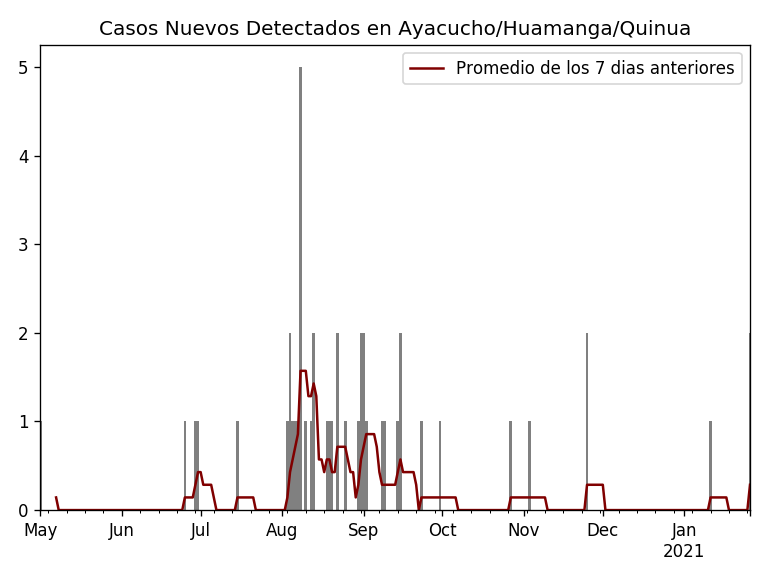 Casos Nuevos Detectados en Ayacucho/Huamanga/Quinua
Promedio de los 7 dias anteriores
5
4
3
2
1
0
May Jun Jul Aug Sep Oct Nov Dec Jan
2021